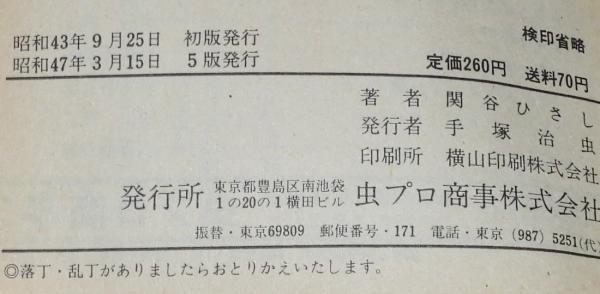 昭和43年9月25日　初版発行
検印省略
昭和47年3月15日　5版発行
定価260円　送料70円
著者　関谷ひさし
発行者　手塚治虫
印刷所　横山印刷株式会社
発行所　東京都豊島区南池袋1の20の1横田ビル　虫プロ商事株式会社
振替・東京69809　郵便番号・171　電話・東京(987)5251(代)
◎落丁・乱丁がありましたらおとりかえいたします。